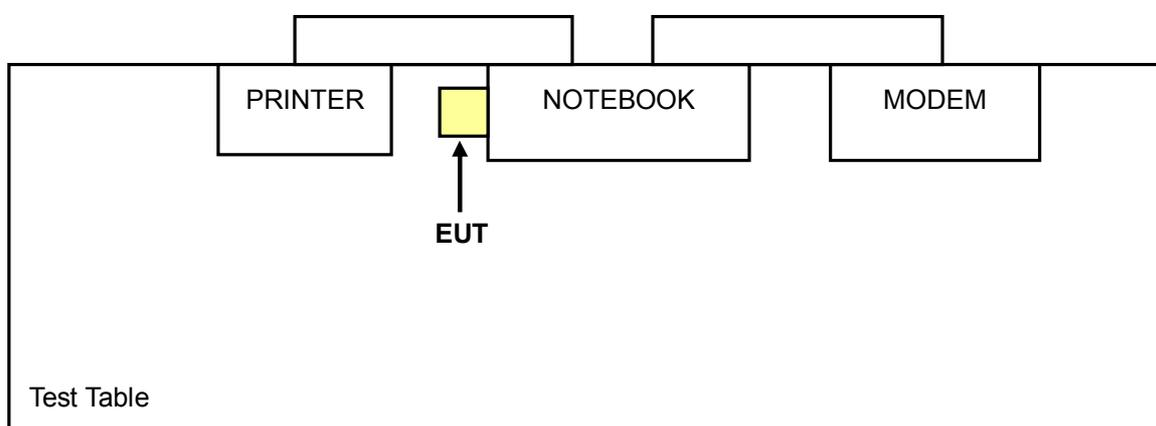 PRINTER
NOTEBOOK
MODEM
EUT
Test Table